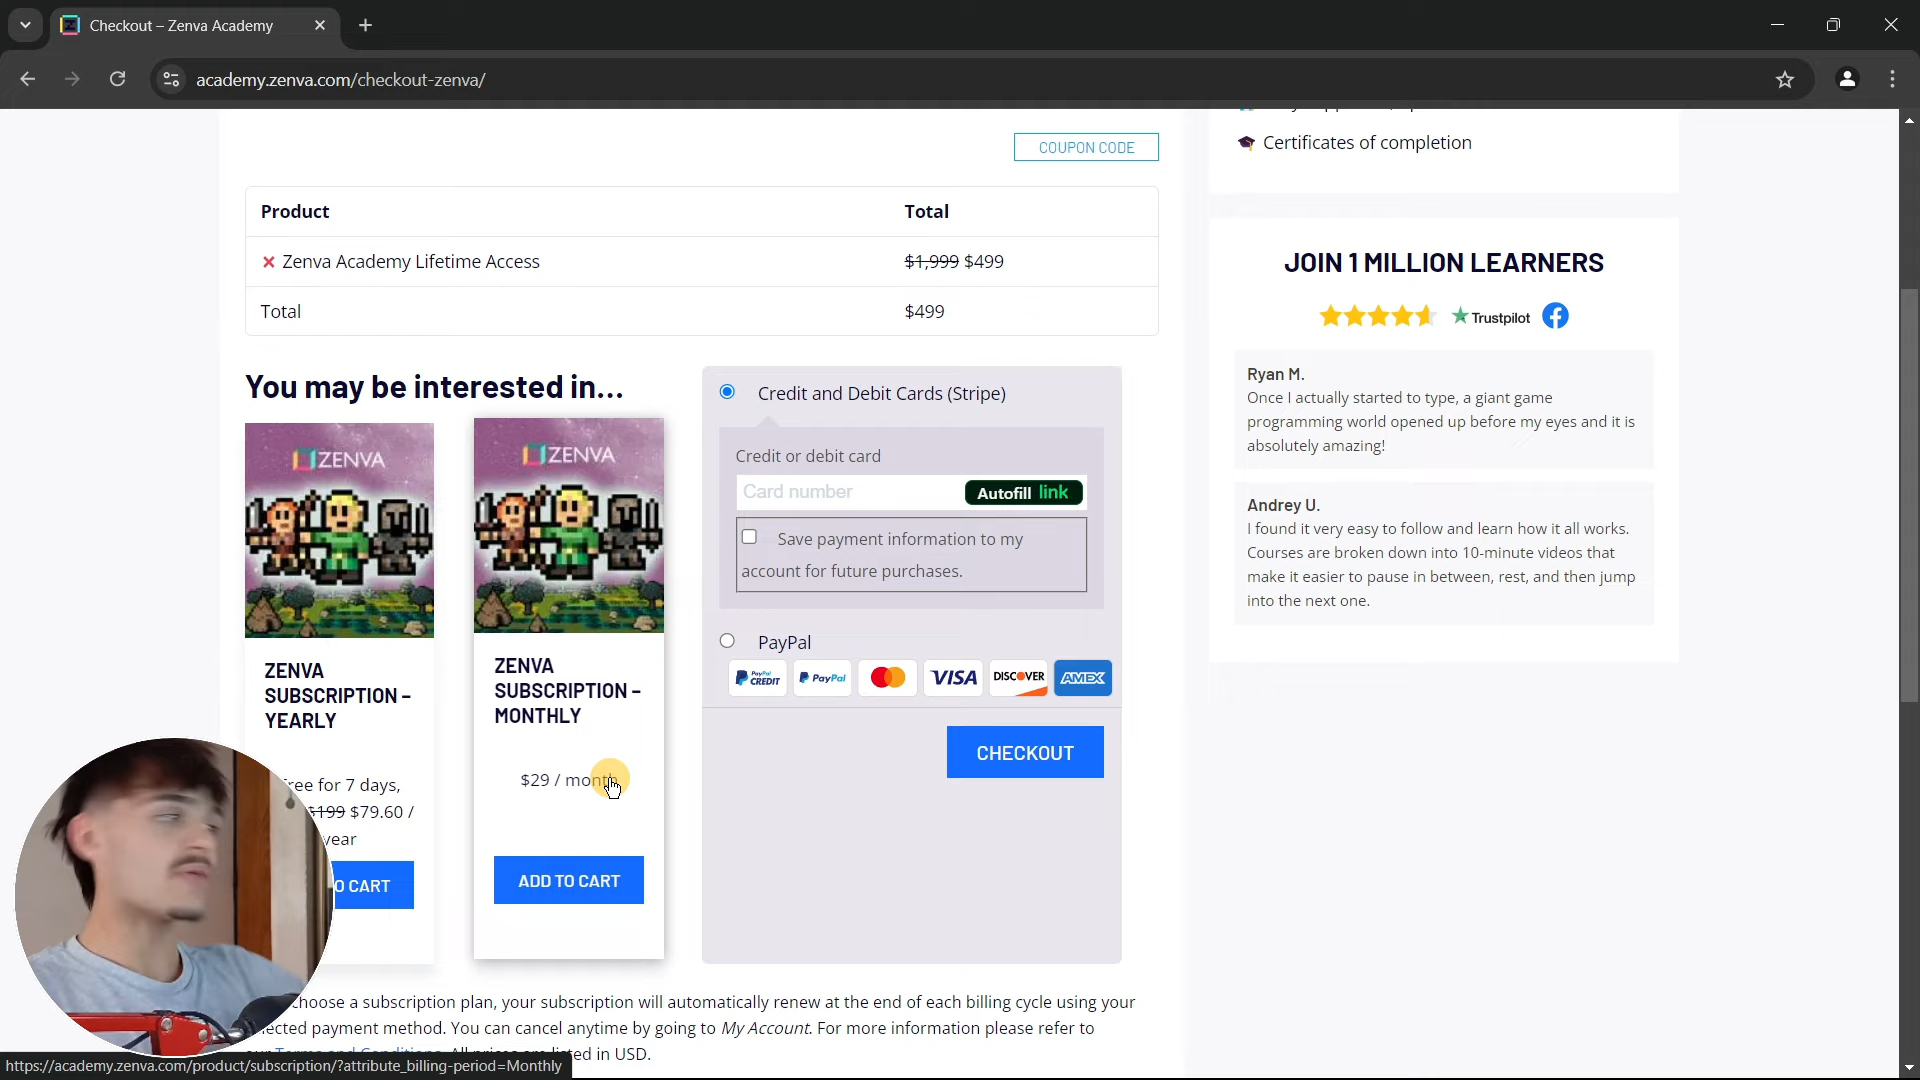 Checkout – Zenva Academy
academy.zenva.com/checkout-zenva/
COUPON CODE
Product Total
Zenva Academy Lifetime Access $1,999 $499
Total $499
You may be interested in...
ZENVA
ZENVA
SUBSCRIPTION –
YEARLY
ree for 7 days,
$199 $79.60 /
year
O CART
ZENVA
ZENVA
SUBSCRIPTION –
MONTHLY
$29 / month
ADD TO CART
Credit and Debit Cards (Stripe)
Credit or debit card
Card number Autofill link
Save payment information to my
account for future purchases.
PayPal
PayPal CREDIT PayPal VISA DISCOVER AMEX
CHECKOUT
choose a subscription plan, your subscription will automatically renew at the end of each billing cycle using your
ected payment method. You can cancel anytime by going to My Account. For more information please refer to
ed in USD.
https://academy.zenva.com/product/subscription/?attribute_billing-period=Monthly
Certificates of completion
JOIN 1 MILLION LEARNERS
Trustpilot
Ryan M.
Once I actually started to type, a giant game
programming world opened up before my eyes and it is
absolutely amazing!
Andrey U.
I found it very easy to follow and learn how it all works.
Courses are broken down into 10-minute videos that
make it easier to pause in between, rest, and then jump
into the next one.